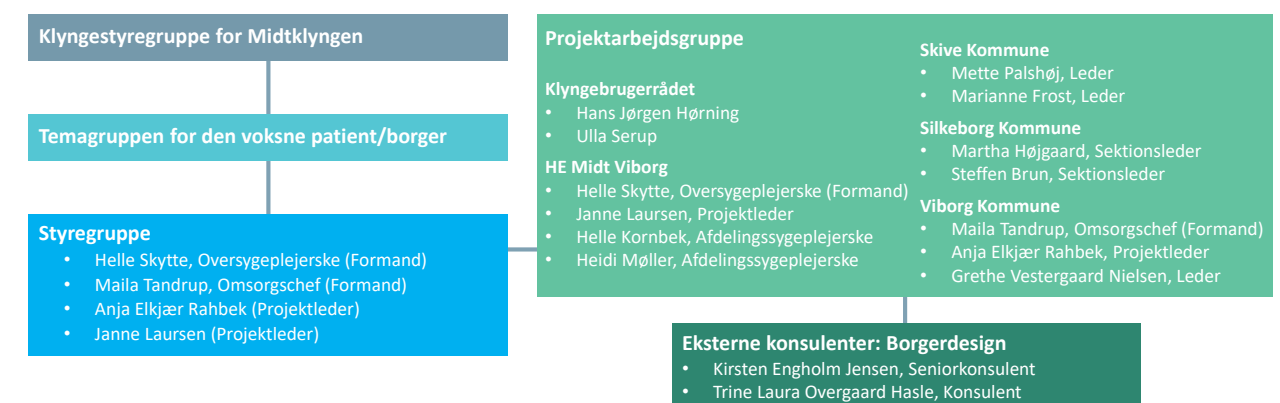 Klyngestyregruppe for Midtklyngen
Temagruppen for den voksne patient/borger
Styregruppe
• Helle Skytte, Oversygeplejerske (Formand)
• Maila Tandrup, Omsorgschef (Formand)
• Anja Elkjær Rahbek (Projektleder)
• Janne Laursen (Projektleder)
Projektarbejdsgruppe
Klyngebrugerrådet
• Hans Jørgen Hørning
• Ulla Serup
HE Midt Viborg
• Helle Skytte, Oversygeplejerske (Formand)
• Janne Laursen, Projektleder
• Helle Kornbek, Afdelingssygeplejerske
• Heidi Møller, Afdelingssygeplejerske
Skive Kommune
• Mette Palshøj, Leder
• Marianne Frost, Leder
Silkeborg Kommune
• Martha Højgaard, Sektionsleder
• Steffen Brun, Sektionsleder
Viborg Kommune
• Maila Tandrup, Omsorgschef (Formand)
• Anja Elkjær Rahbek, Projektleder
• Grethe Vestergaard Nielsen, Leder
Eksterne konsulenter: Borgerdesign
• Kirsten Engholm Jensen, Seniorkonsulent
• Trine Laura Overgaard Hasle, Konsulent